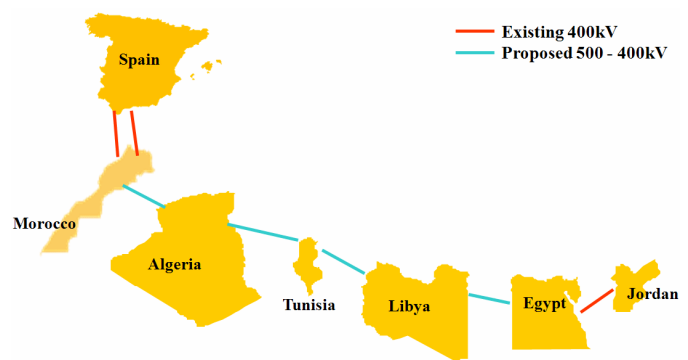 Existing 400kV
Proposed 500 - 400kV
Spain
Morocco
Algeria
Tunisia
Libya
Egypt
Jordan